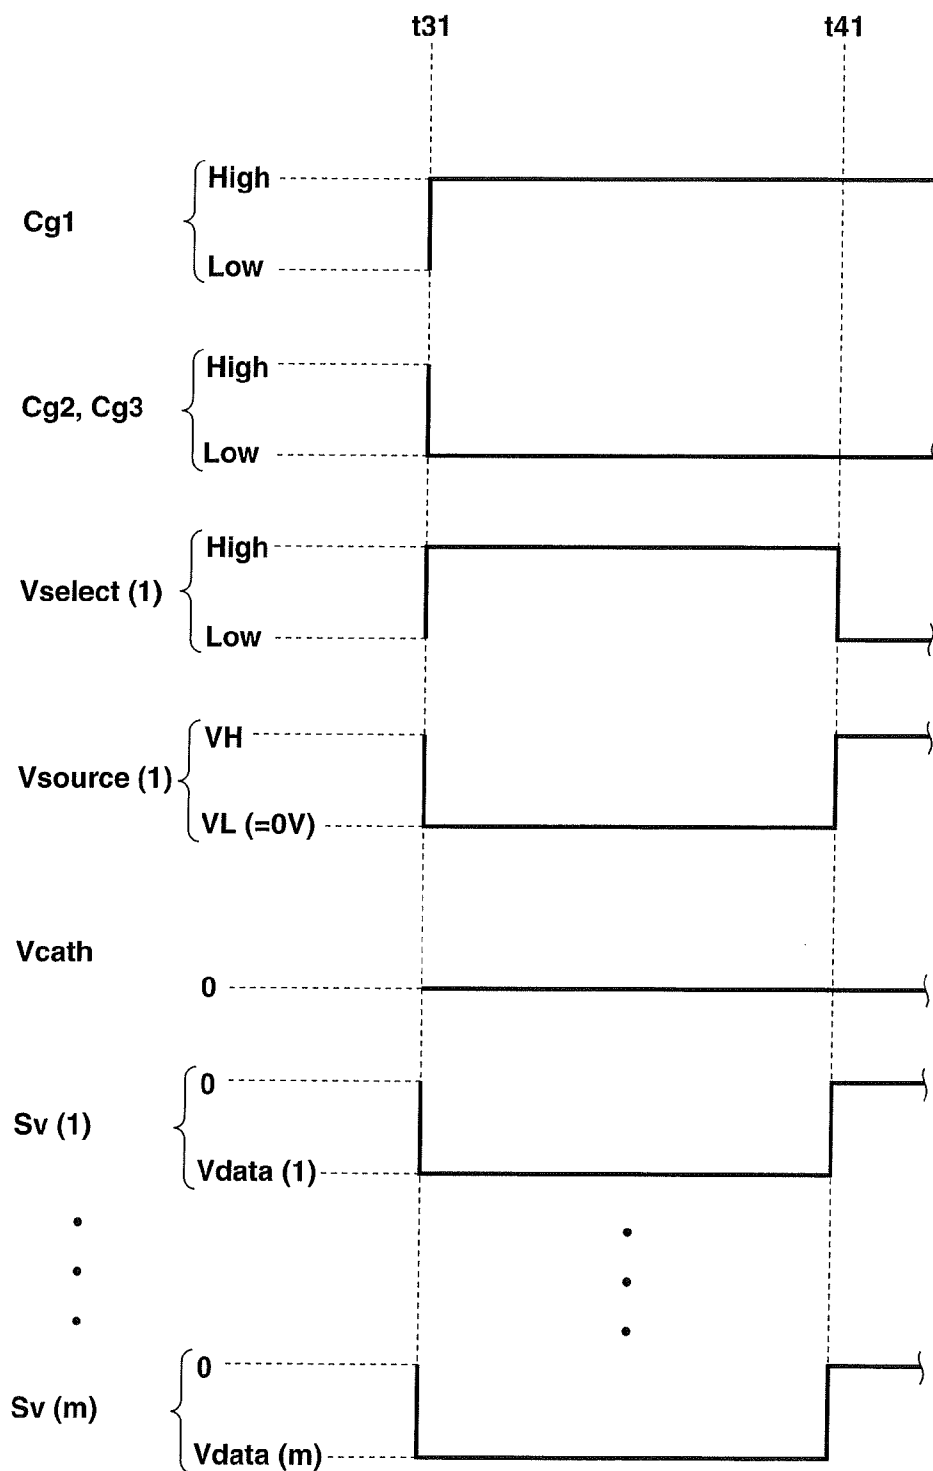 t31 t41
High
Cg1
Low
High
Cg2, Cg3
Low
High
Vselect (1)
Low
VH
Vsource (1)
VL (=0V)
Vcath
0
0
Sv (1)
Vdata (1)
0
Sv (m)
Vdata (m)